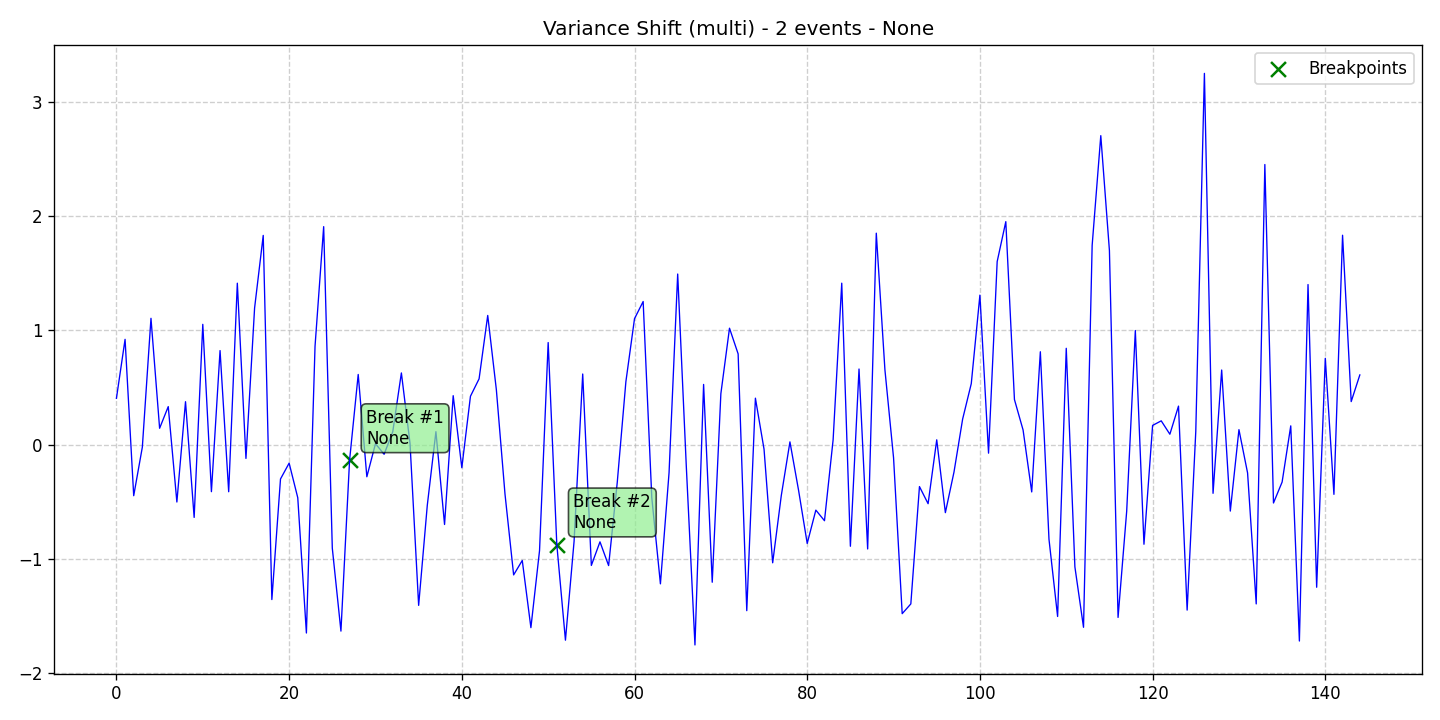 Variance Shift (multi) - 2 events - None
Breakpoints
3
2
1
0
−1
−2
Break #1
None
Break #2
None
0 20 40 60 80 100 120 140